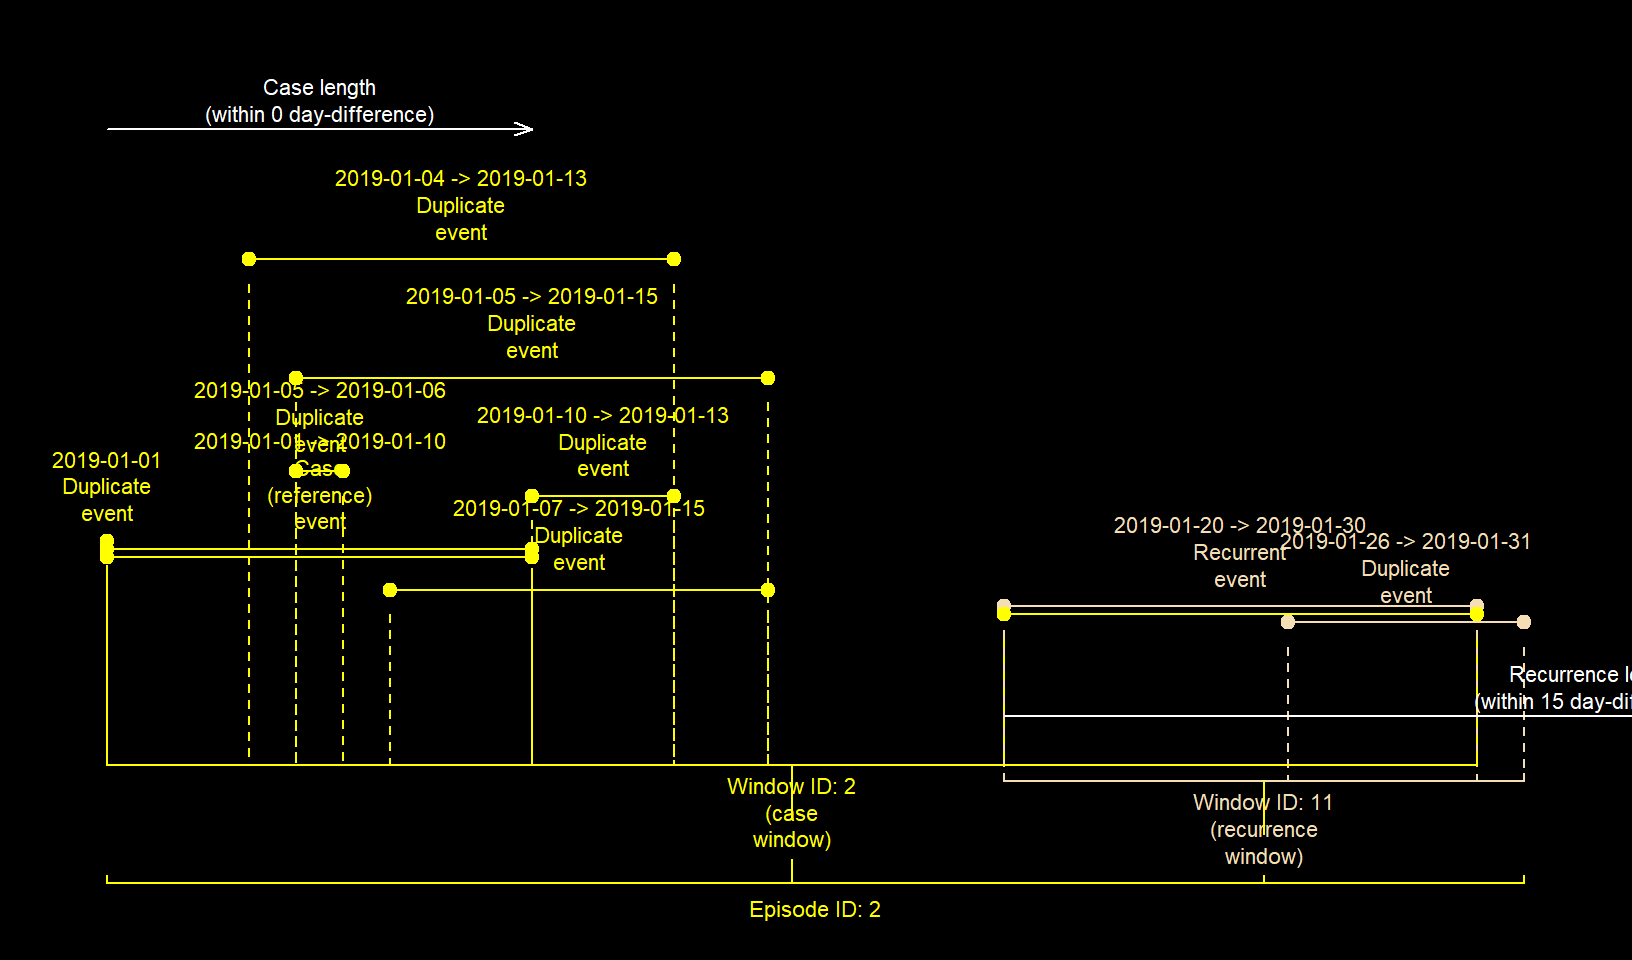 Case length
(within 0 day-difference)
2019-01-04 -> 2019-01-13
Duplicate
event
2019-01-05 -> 2019-01-15
Duplicate
event
2019-01-05 -> 2019-01-06
Duplicate
event
2019-01-10 -> 2019-01-13
Duplicate
event
2019-01-01 -> 2019-01-10
Case
(reference)
event
2019-01-01
Duplicate
event
2019-01-07 -> 2019-01-15
Duplicate
event
2019-01-20 -> 2019-01-30
Recurrent
event
2019-01-26 -> 2019-01-31
Duplicate
event
Recurrence
(within 15
Window ID: 2
(case
window)
Window ID: 11
(recurrence
window)
Episode ID: 2